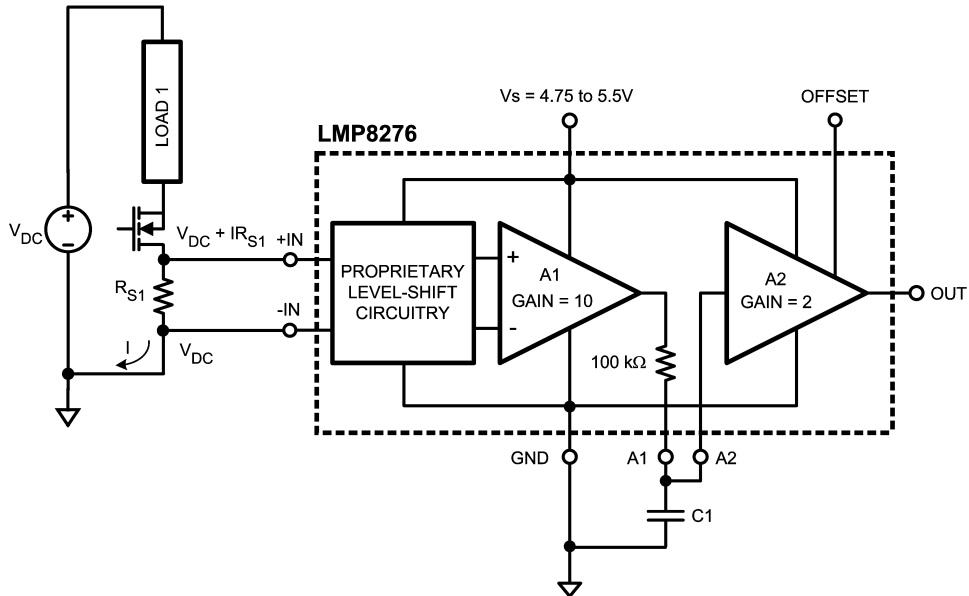 Vs = 4.75 to 5.5V
OFFSET
LMP8276
LOAD 1
VDC
+
–
VDC + IRS1
+IN
RS1
-IN
I
VDC
PROPRIETARY
LEVEL-SHIFT
CIRCUITRY
+
-
A1
GAIN = 10
A2
GAIN = 2
OUT
100 kΩ
GND
A1
A2
C1